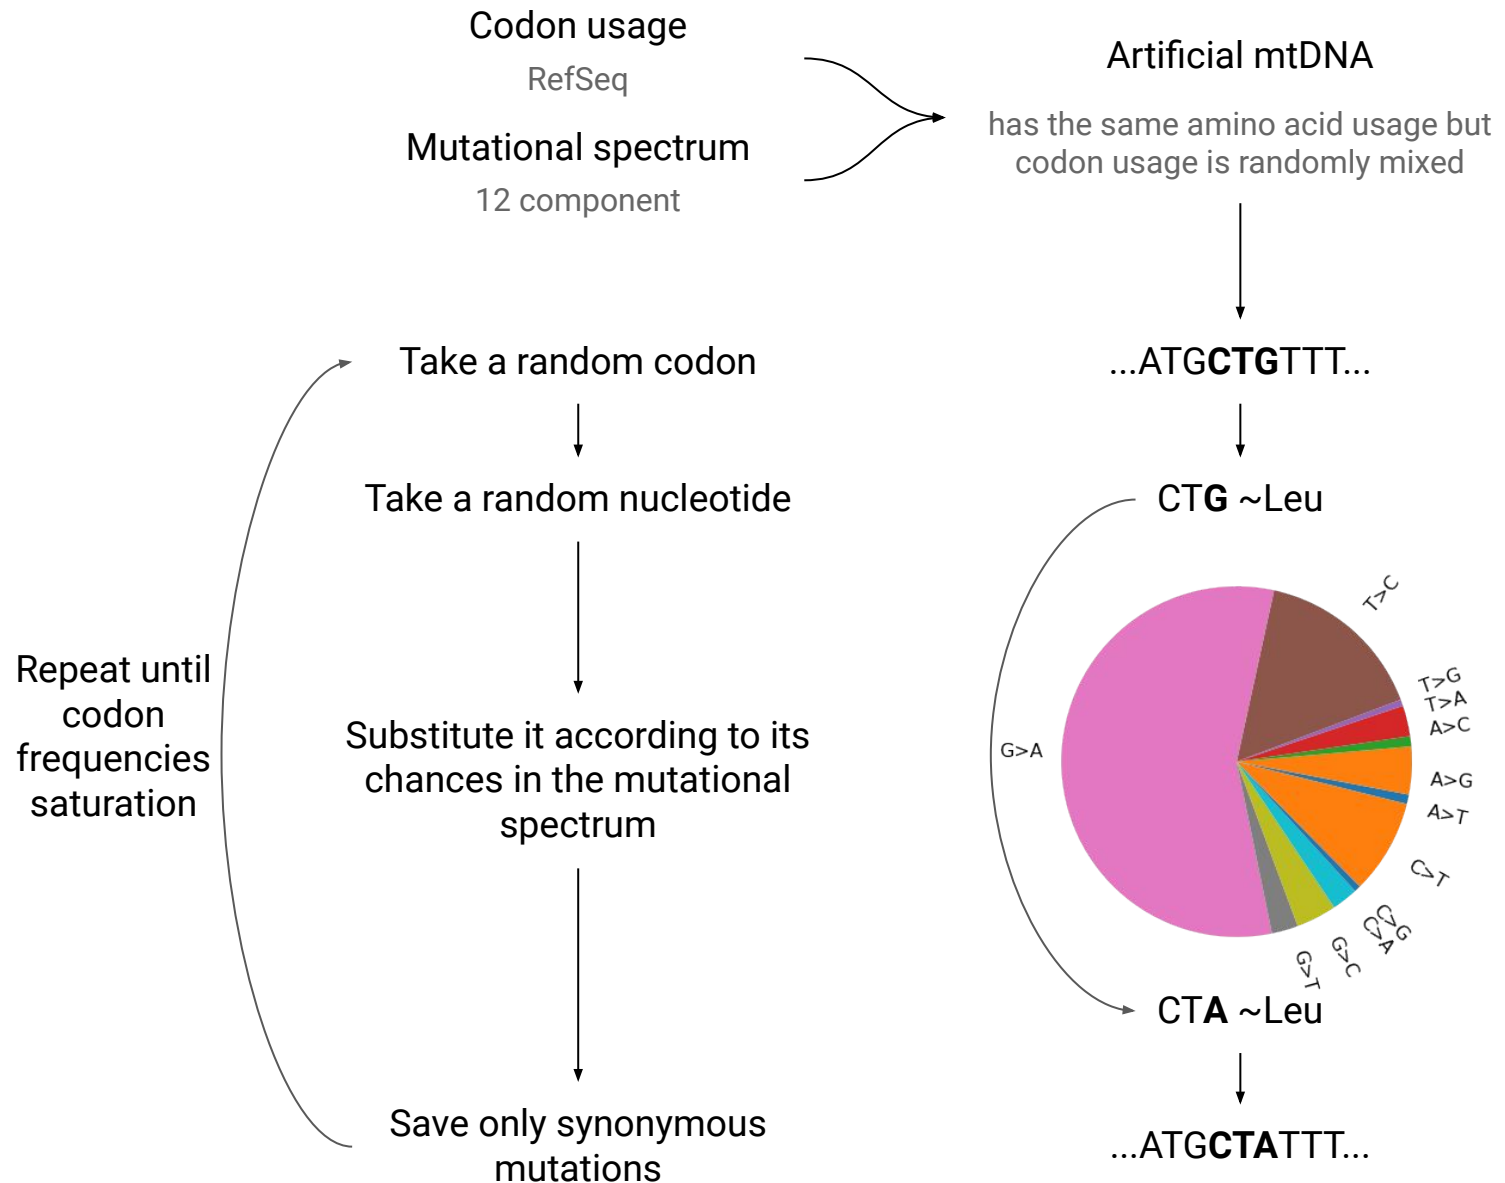 Codon usage
RefSeq
Mutational spectrum
12 component
Artificial mtDNA
has the same amino acid usage but
codon usage is randomly mixed
Take a random codon
Take a random nucleotide
Substitute it according to its
chances in the mutational
spectrum
Save only synonymous
mutations
Repeat until
codon
frequencies
saturation
...ATGCTGTTT...
CTG ~Leu
T>C
T>G
T>A
A>C
A>G
A>T
C>T
C>G
C>A
G>C
G>T
G>A
CTA ~Leu
...ATGCTATTT...